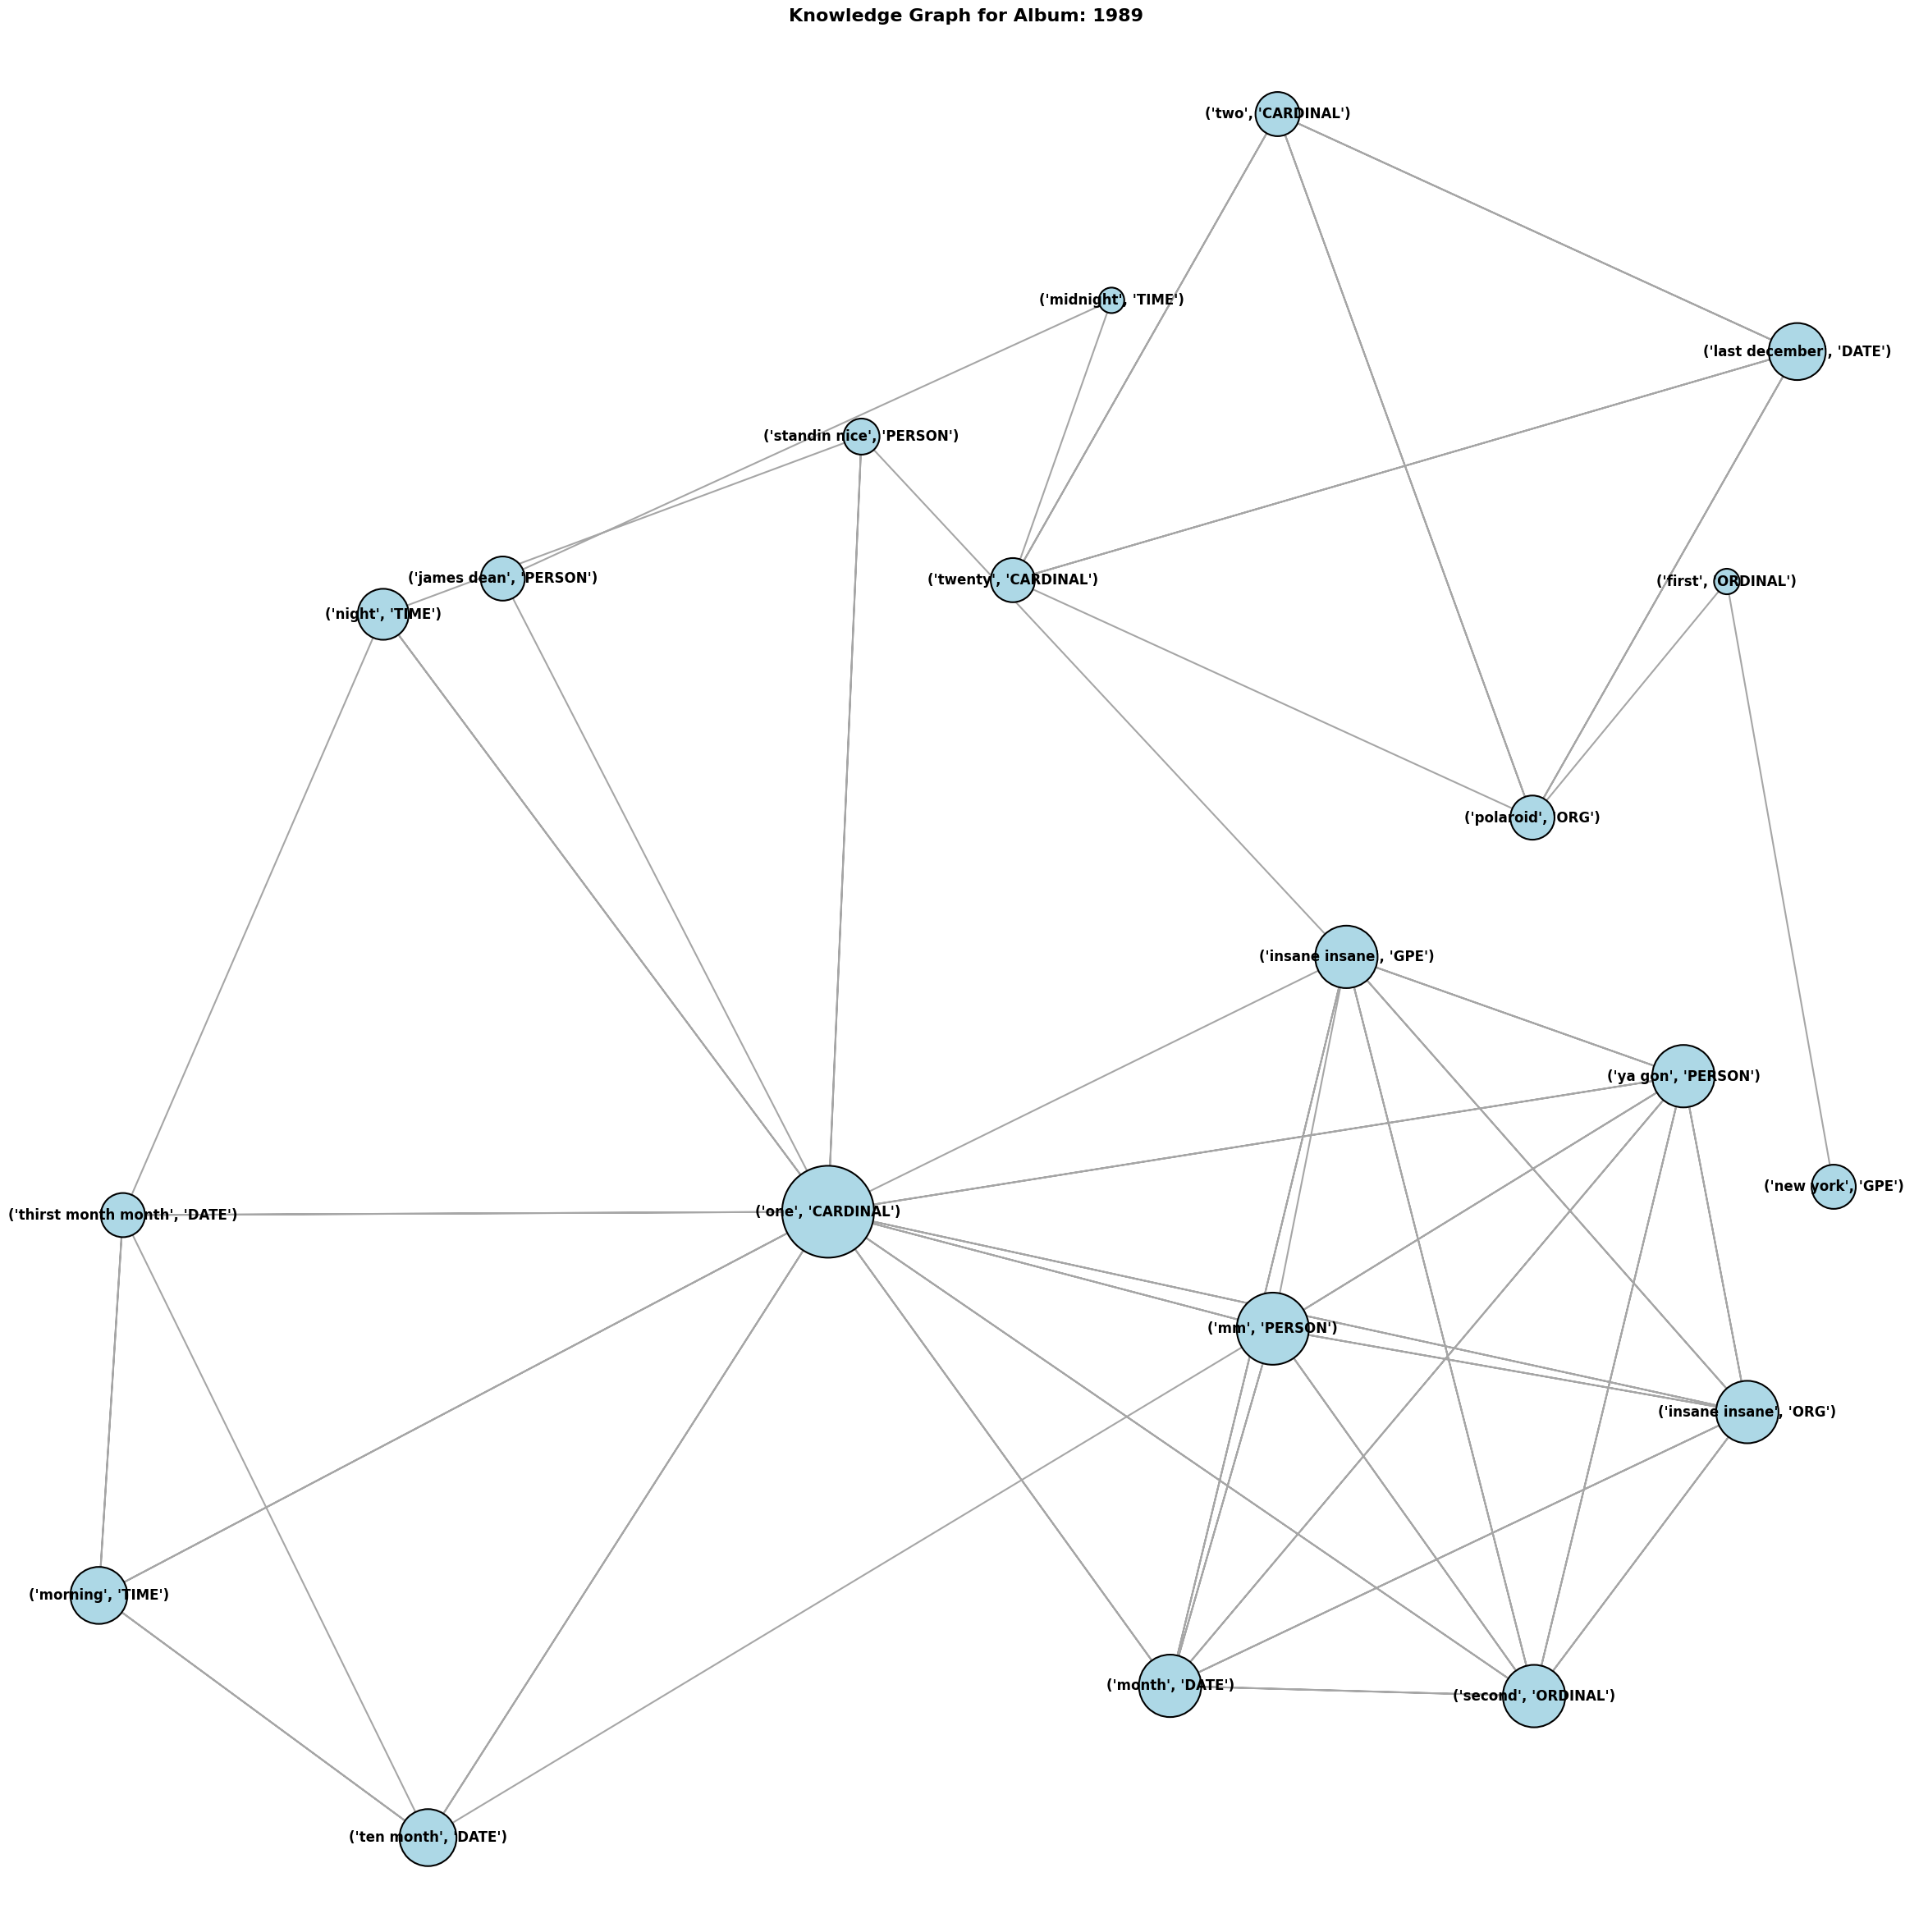 Knowledge Graph for Album: 1989
('two', 'CARDINAL')
('midnight', 'TIME')
('last december', 'DATE')
('standin nice', 'PERSON')
('james dean', 'PERSON')
('twenty', 'CARDINAL')
('first', 'ORDINAL')
('night', 'TIME')
('polaroid', 'ORG')
('insane insane', 'GPE')
('ya gon', 'PERSON')
('new york', 'GPE')
('thirst month month', 'DATE')
('one', 'CARDINAL')
('mm', 'PERSON')
('insane insane', 'ORG')
('morning', 'TIME')
('month', 'DATE')
('second', 'ORDINAL')
('ten month', 'DATE')